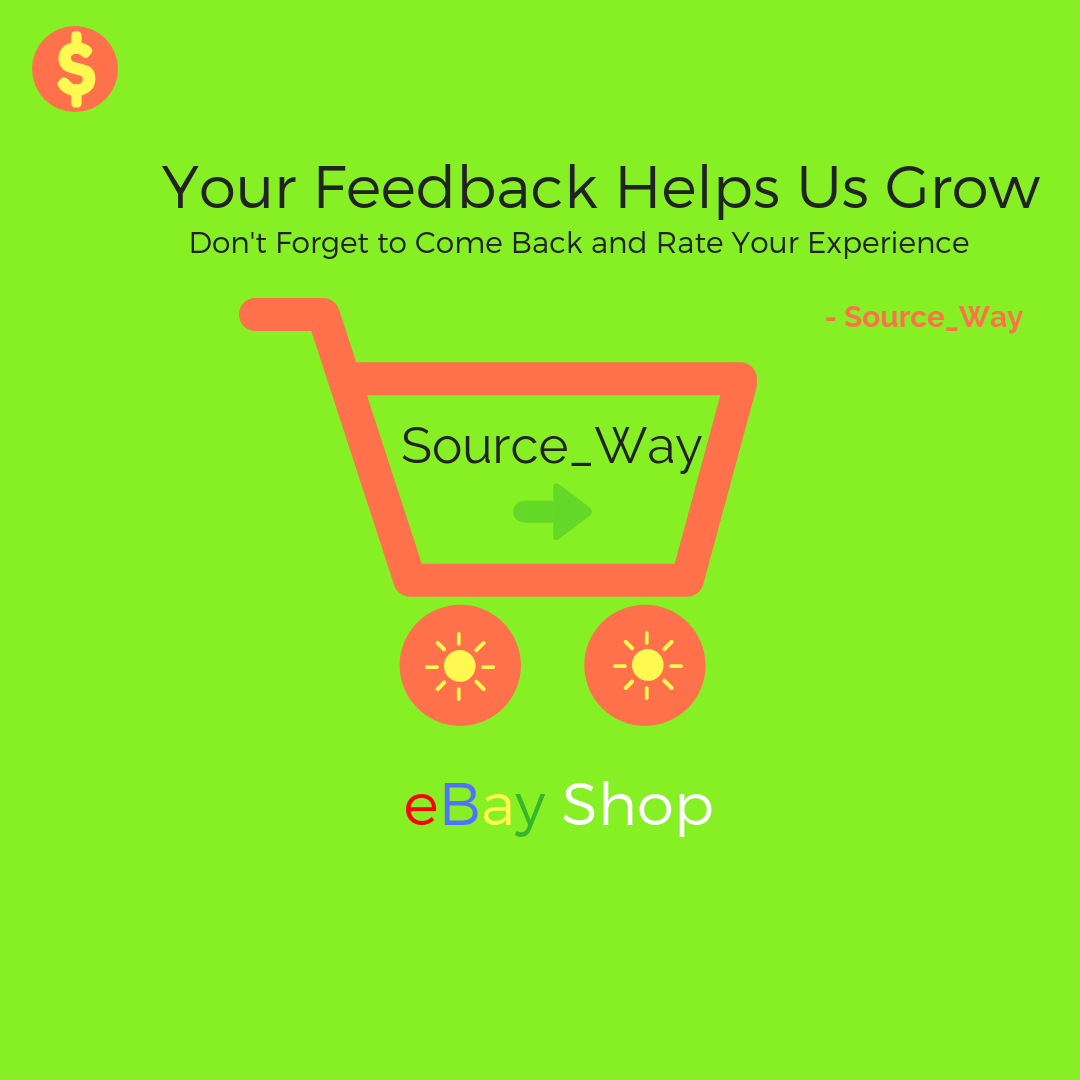 $
Your Feedback Helps Us Grow
Don't Forget to Come Back and Rate Your Experience
- Source_Way
Source_Way
eBay Shop